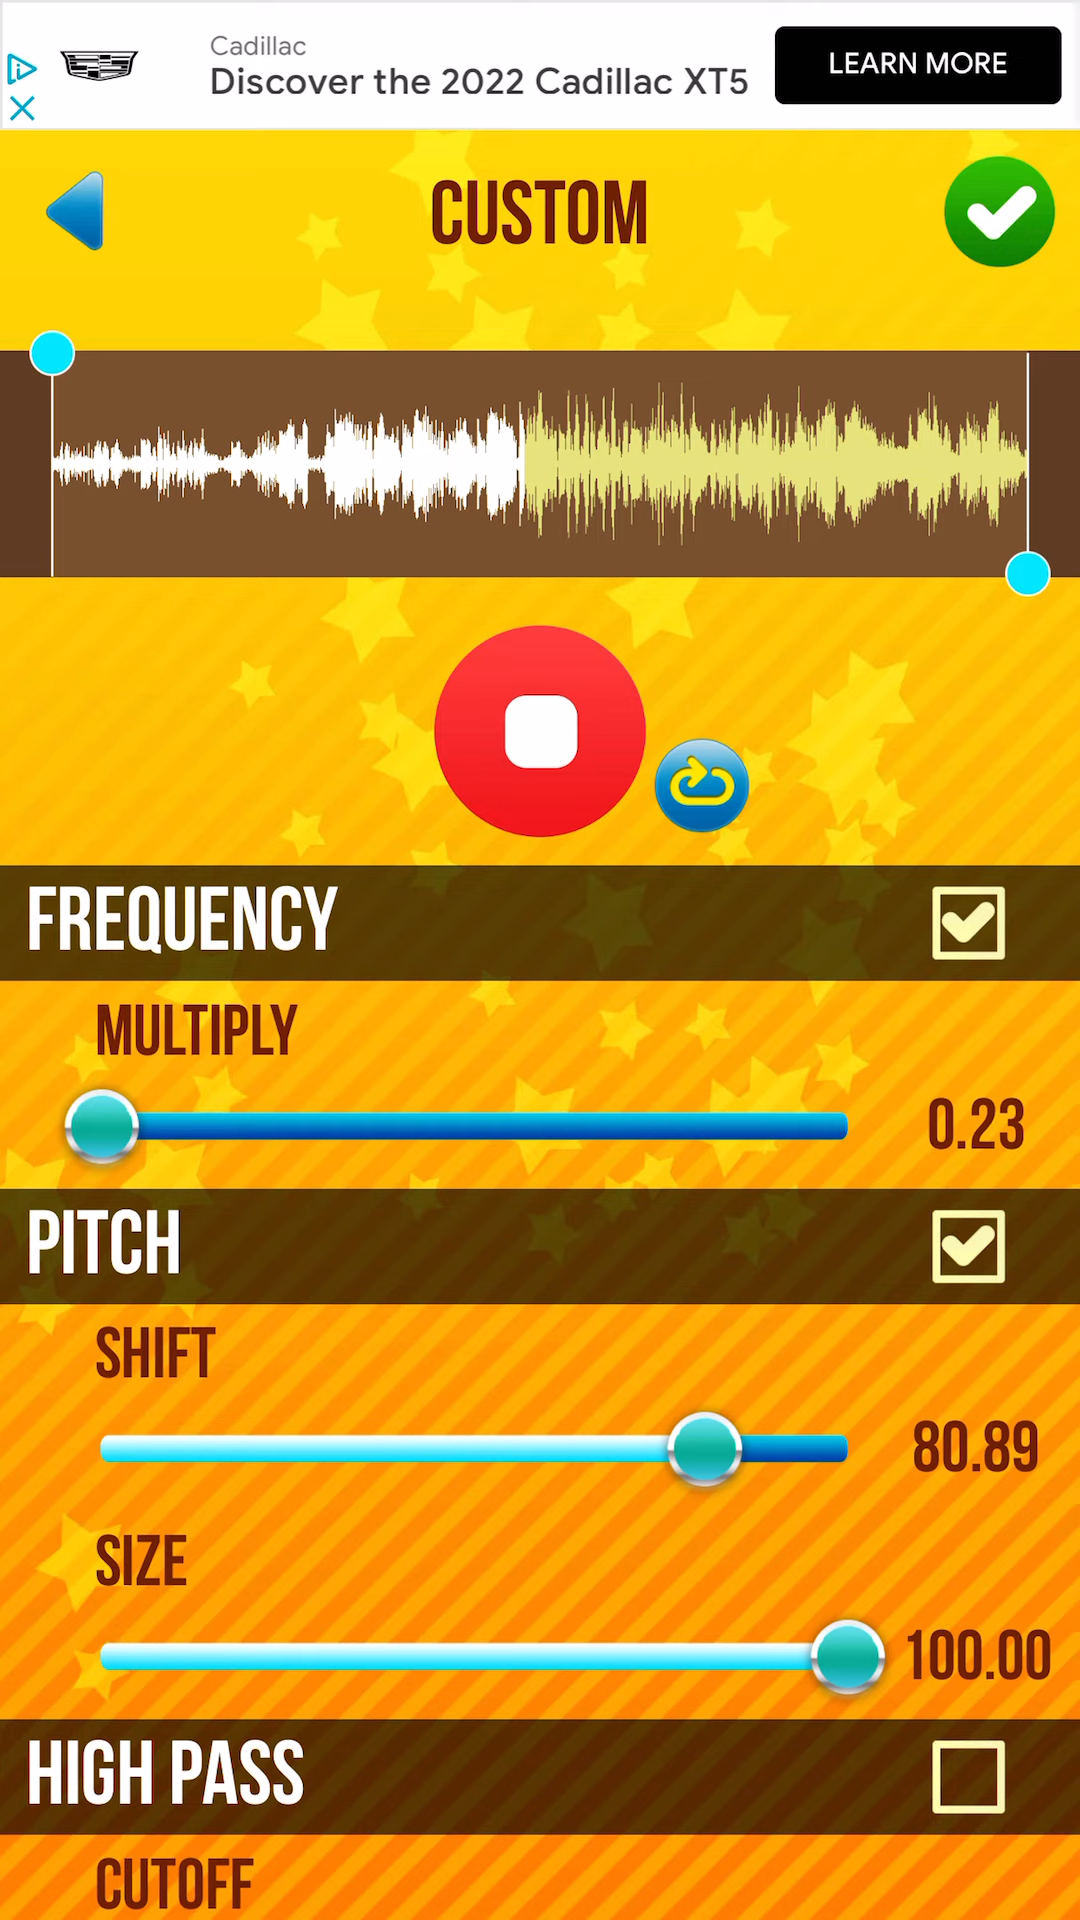 Cadillac
Discover the 2022 Cadillac XT5
LEARN MORE
CUSTOM
FREQUENCY
MULTIPLY
0.23
PITCH
SHIFT
80.89
SIZE
100.00
HIGH PASS
CUTOFF